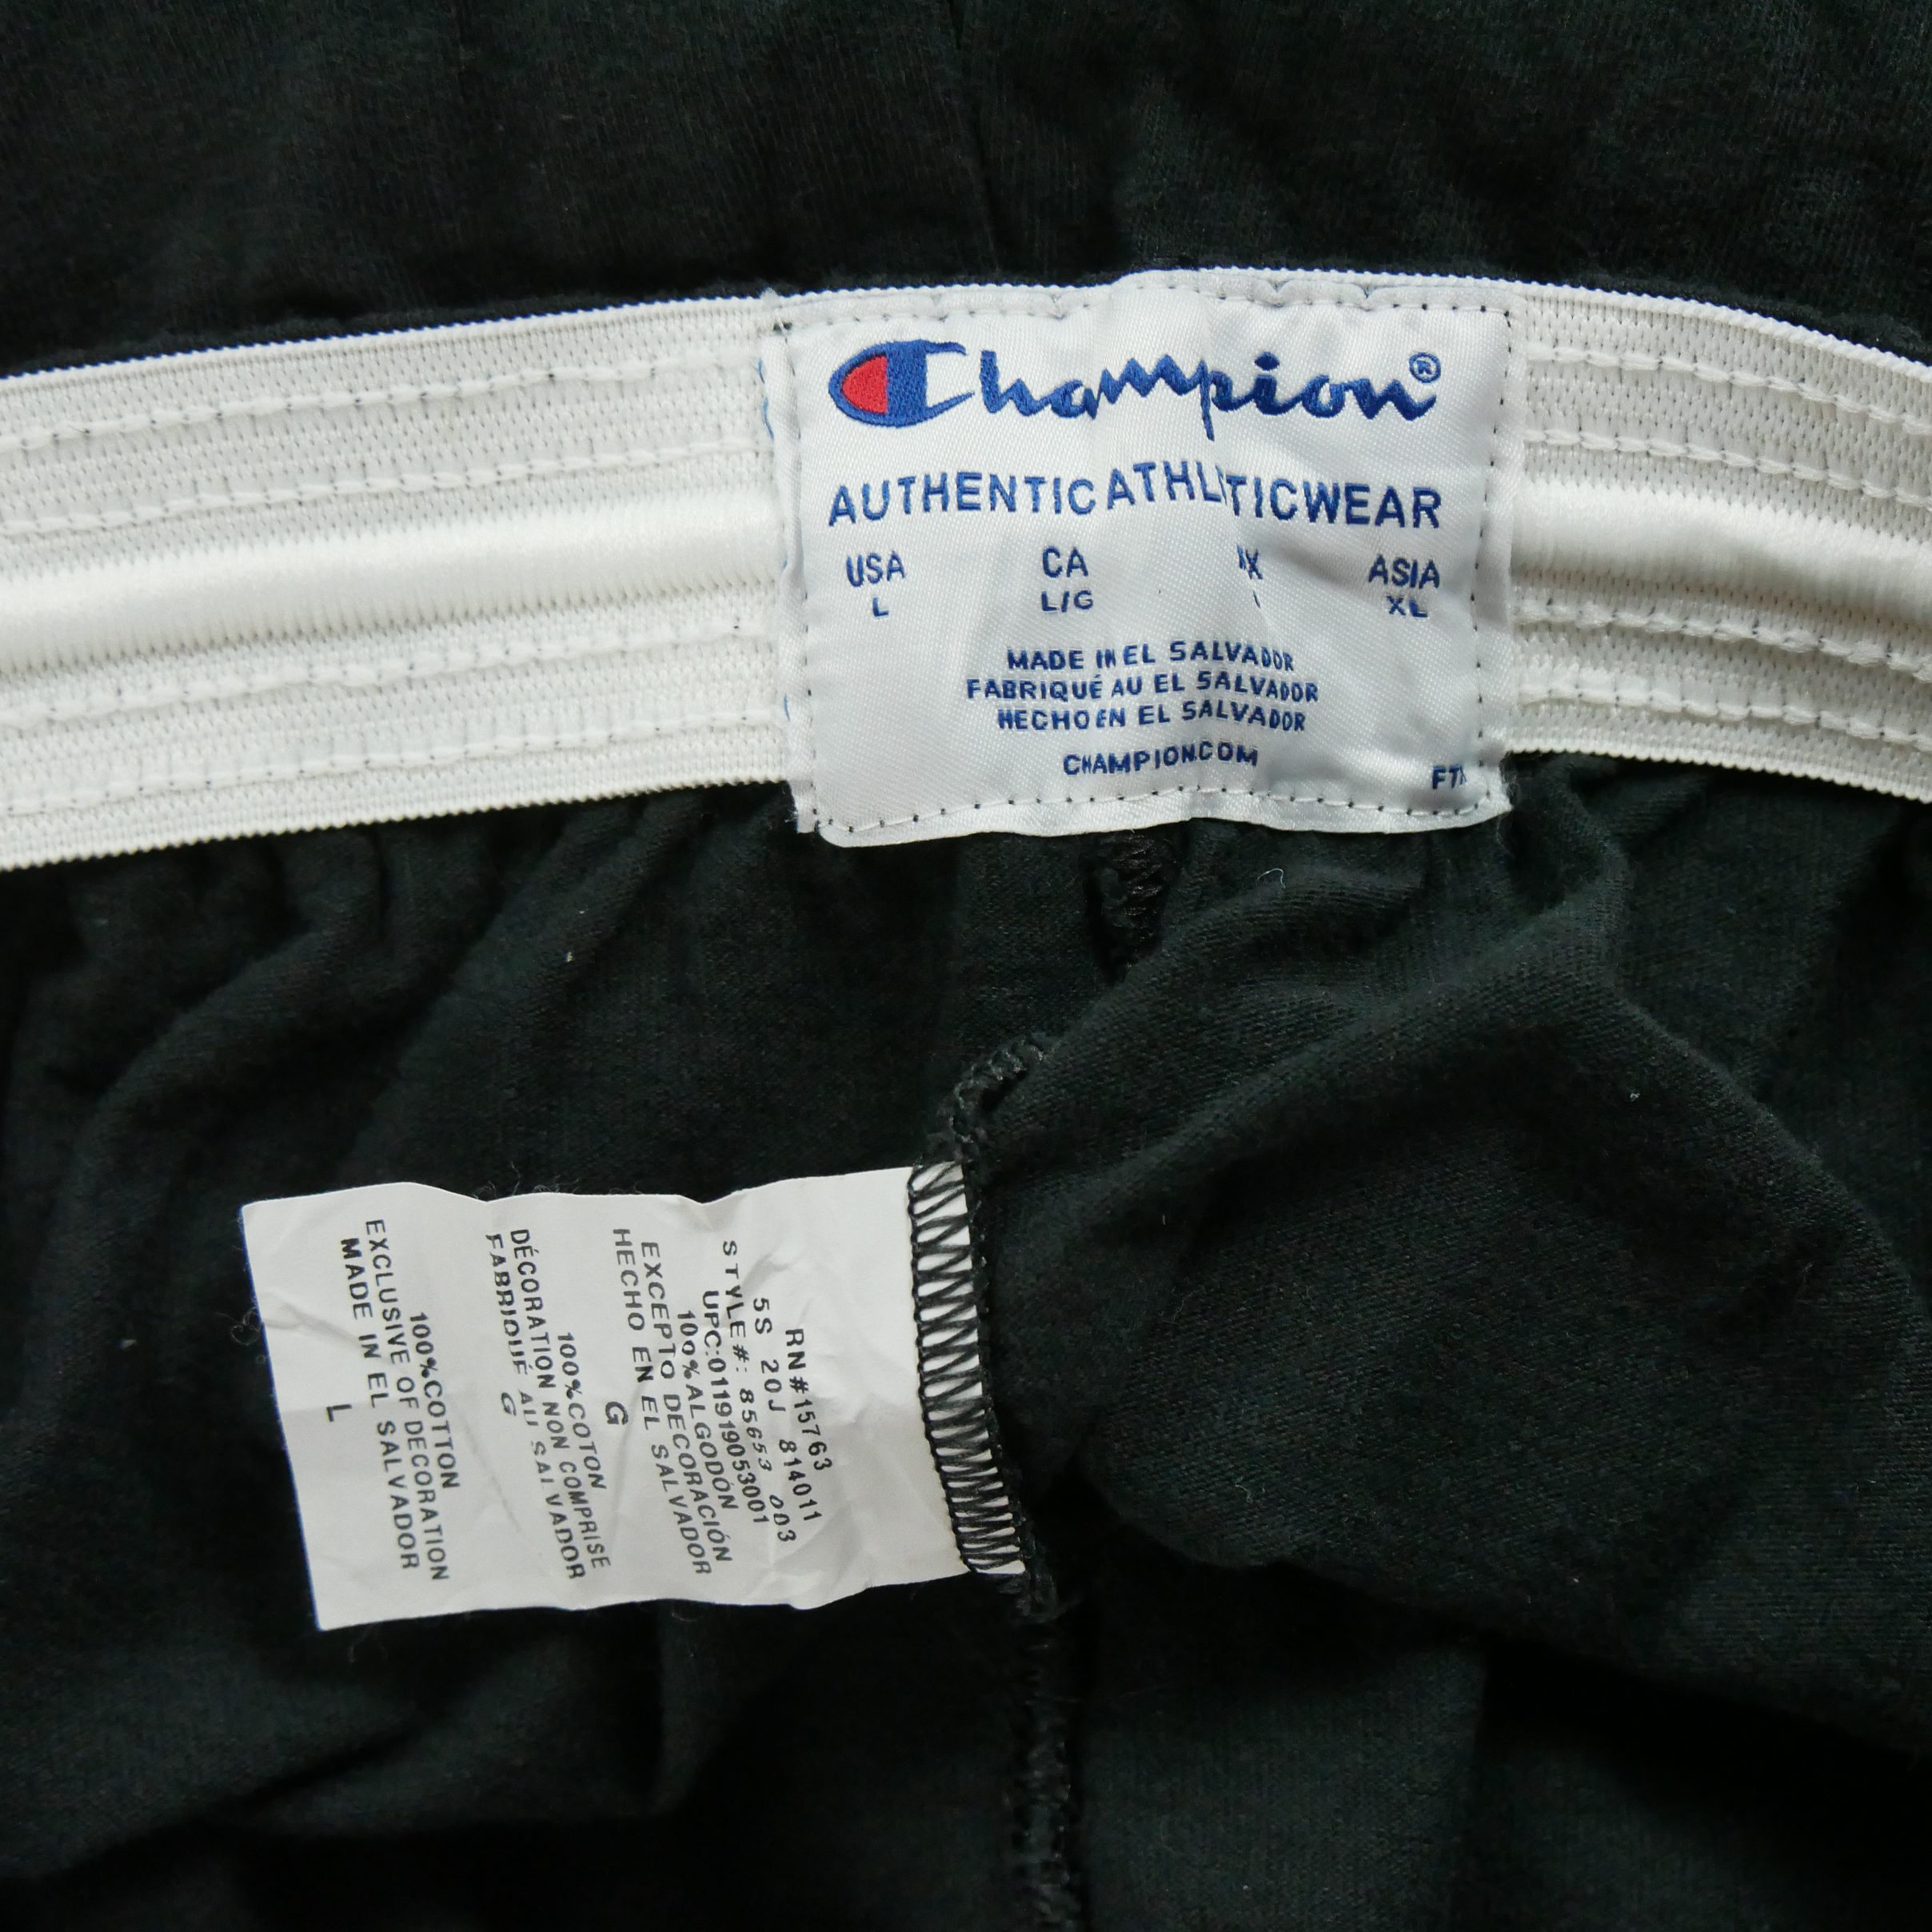 Champion®
AUTHENTIC ATHLETICWEAR
USA CA ASIA
L L/G XL
MADE IN EL SALVADOR
FABRIQUÉ AU EL SALVADOR
HECHO EN EL SALVADOR
CHAMPION.COM
RN#15763
5S 20J 814011
STYLE#: 85653 003
UPC:011919053001
100%ALGODÓN
EXCEPTO DECORACIÓN
HECHO EN EL SALVADOR
G
100%COTON
DÉCORATION NON COMPRISE
FABRIQUÉ AU SALVADOR
G
100%COTTON
EXCLUSIVE OF DECORATION
MADE IN EL SALVADOR
L